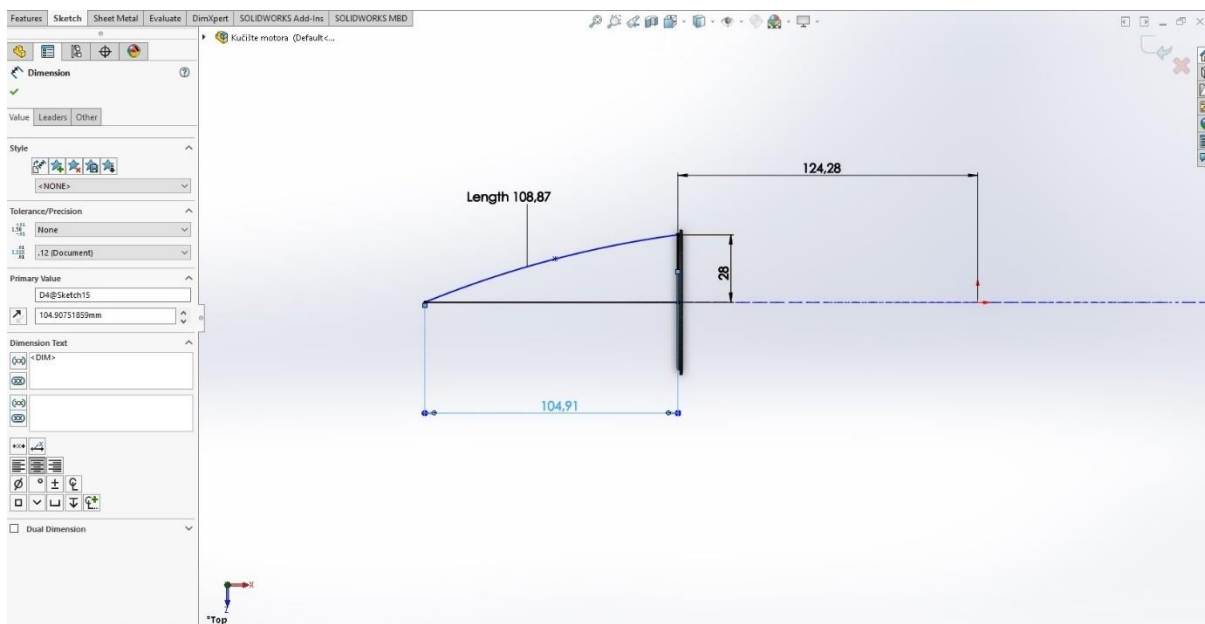 Features Sketch Sheet Metal Evaluate DimXpert SOLIDWORKS Add-Ins SOLIDWORKS MBD
Kučište motora (Default<...
Dimension
Value Leaders Other
Style
<NONE>
Tolerance/Precision
None
.12 (Document)
Primary Value
D4@Sketch15
104.90751859mm
Dimension Text
<DIM>
Dual Dimension
Length 108,87
124,28
28
104,91
X
Z
*Top